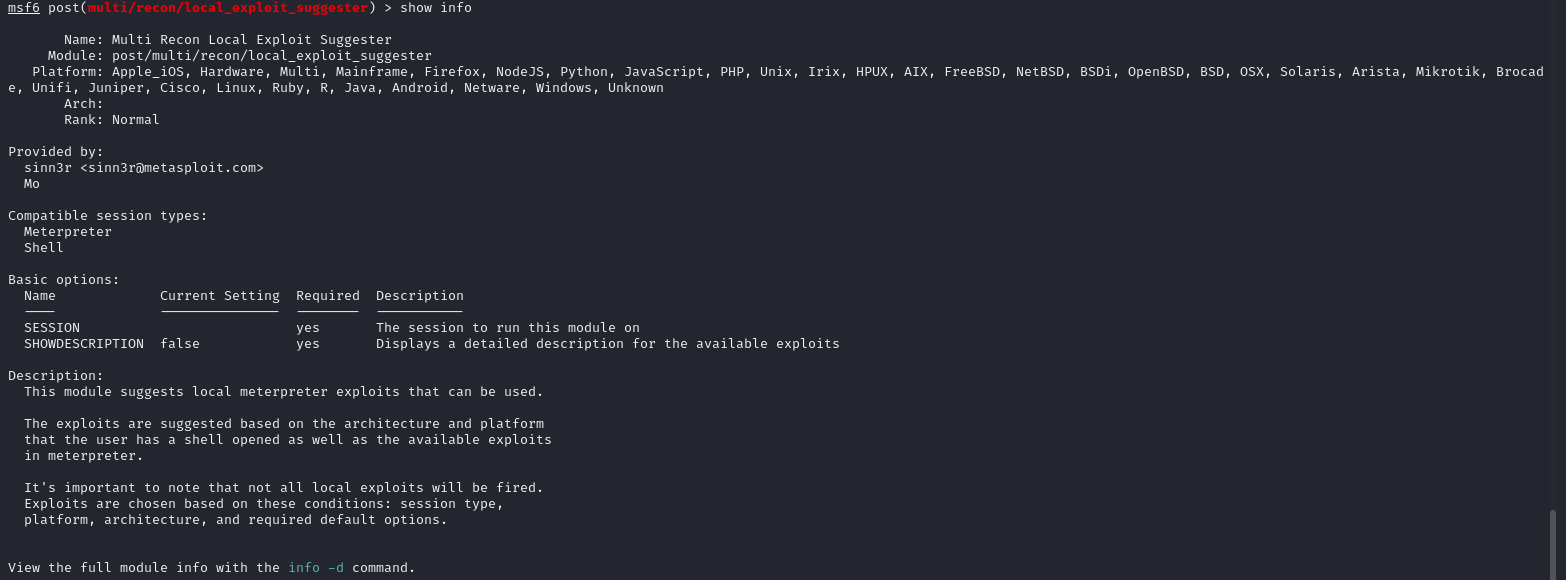 msf6 post(multi/recon/local_exploit_suggester) > show info

       Name: Multi Recon Local Exploit Suggester
     Module: post/multi/recon/local_exploit_suggester
   Platform: Apple_iOS, Hardware, Multi, Mainframe, Firefox, NodeJS, Python, JavaScript, PHP, Unix, Irix, HPUX, AIX, FreeBSD, NetBSD, BSDi, OpenBSD, BSD, OSX, Solaris, Arista, Mikrotik, Brocad
e, Unifi, Juniper, Cisco, Linux, Ruby, R, Java, Android, Netware, Windows, Unknown
       Arch:
       Rank: Normal

Provided by:
  sinn3r <sinn3r@metasploit.com>
  Mo

Compatible session types:
  Meterpreter
  Shell

Basic options:
  Name             Current Setting  Required  Description
  ----             ---------------  --------  -----------
  SESSION                           yes       The session to run this module on
  SHOWDESCRIPTION  false            yes       Displays a detailed description for the available exploits

Description:
  This module suggests local meterpreter exploits that can be used.

  The exploits are suggested based on the architecture and platform
  that the user has a shell opened as well as the available exploits
  in meterpreter.

  It's important to note that not all local exploits will be fired.
  Exploits are chosen based on these conditions: session type,
  platform, architecture, and required default options.


View the full module info with the info -d command.